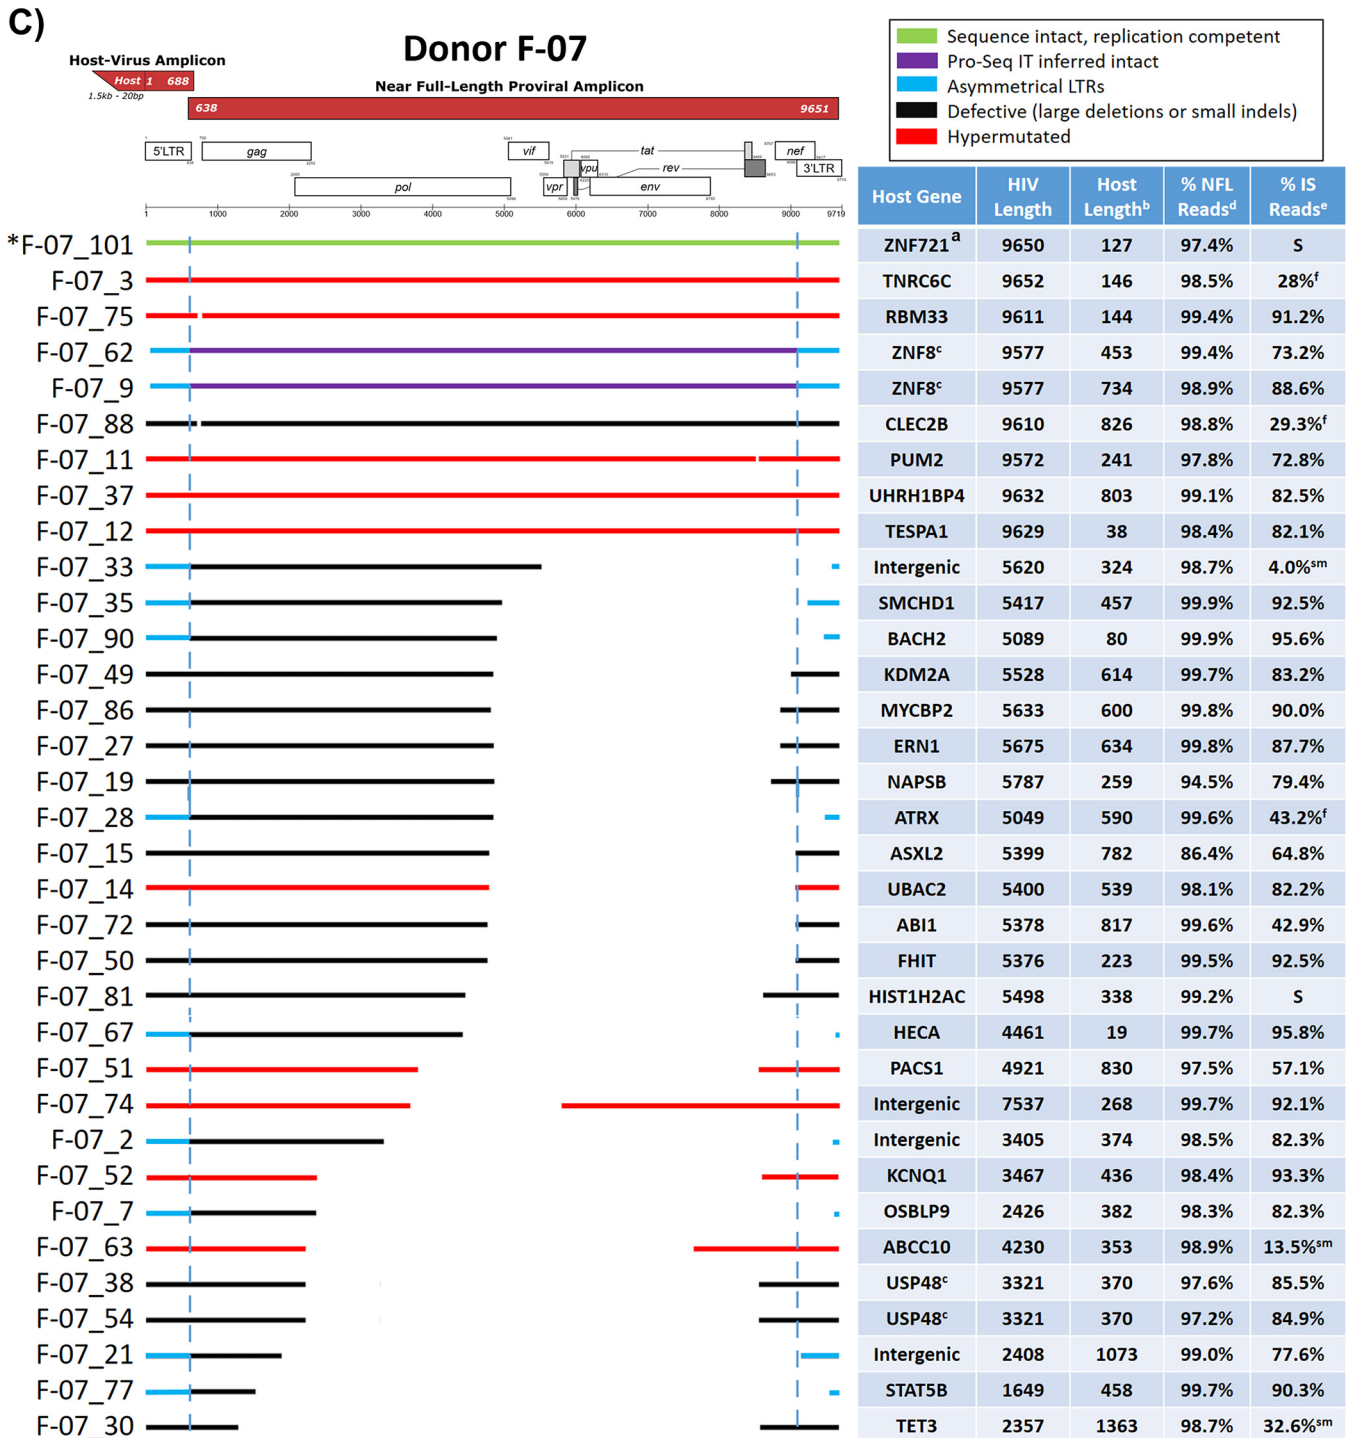 C)
Donor F-07
Host-Virus Amplicon
Host 1 688
1.5kb - 20bp
Near Full-Length Proviral Amplicon
638 9651
Sequence intact, replication competent
Pro-Seq IT inferred intact
Asymmetrical LTRs
Defective (large deletions or small indels)
Hypermutated
5'LTR gag vif tat nef
vpu rev 3'LTR
pol vpr env
1 1000 2000 3000 4000 5000 6000 7000 8000 9000 9719
Host Gene HIV Length Host Length^b % NFL Reads^d % IS Reads^e
*F-07_101 ZNF721^a 9650 127 97.4% S
F-07_3 TNRC6C 9652 146 98.5% 28%^f
F-07_75 RBM33 9611 144 99.4% 91.2%
F-07_62 ZNF8^c 9577 453 99.4% 73.2%
F-07_9 ZNF8^c 9577 734 98.9% 88.6%
F-07_88 CLEC2B 9610 826 98.8% 29.3%^f
F-07_11 PUM2 9572 241 97.8% 72.8%
F-07_37 UHRH1BP4 9632 803 99.1% 82.5%
F-07_12 TESPA1 9629 38 98.4% 82.1%
F-07_33 Intergenic 5620 324 98.7% 4.0%^sm
F-07_35 SMCHD1 5417 457 99.9% 92.5%
F-07_90 BACH2 5089 80 99.9% 95.6%
F-07_49 KDM2A 5528 614 99.7% 83.2%
F-07_86 MYCBP2 5633 600 99.8% 90.0%
F-07_27 ERN1 5675 634 99.8% 87.7%
F-07_19 NAPSB 5787 259 94.5% 79.4%
F-07_28 ATRX 5049 590 99.6% 43.2%^f
F-07_15 ASXL2 5399 782 86.4% 64.8%
F-07_14 UBAC2 5400 539 98.1% 82.2%
F-07_72 ABI1 5378 817 99.6% 42.9%
F-07_50 FHIT 5376 223 99.5% 92.5%
F-07_81 HIST1H2AC 5498 338 99.2% S
F-07_67 HECA 4461 19 99.7% 95.8%
F-07_51 PACS1 4921 830 97.5% 57.1%
F-07_74 Intergenic 7537 268 99.7% 92.1%
F-07_2 Intergenic 3405 374 98.5% 82.3%
F-07_52 KCNQ1 3467 436 98.4% 93.3%
F-07_7 OSBLP9 2426 382 98.3% 82.3%
F-07_63 ABCC10 4230 353 98.9% 13.5%^sm
F-07_38 USP48^c 3321 370 97.6% 85.5%
F-07_54 USP48^c 3321 370 97.2% 84.9%
F-07_21 Intergenic 2408 1073 99.0% 77.6%
F-07_77 STAT5B 1649 458 99.7% 90.3%
F-07_30 TET3 2357 1363 98.7% 32.6%^sm